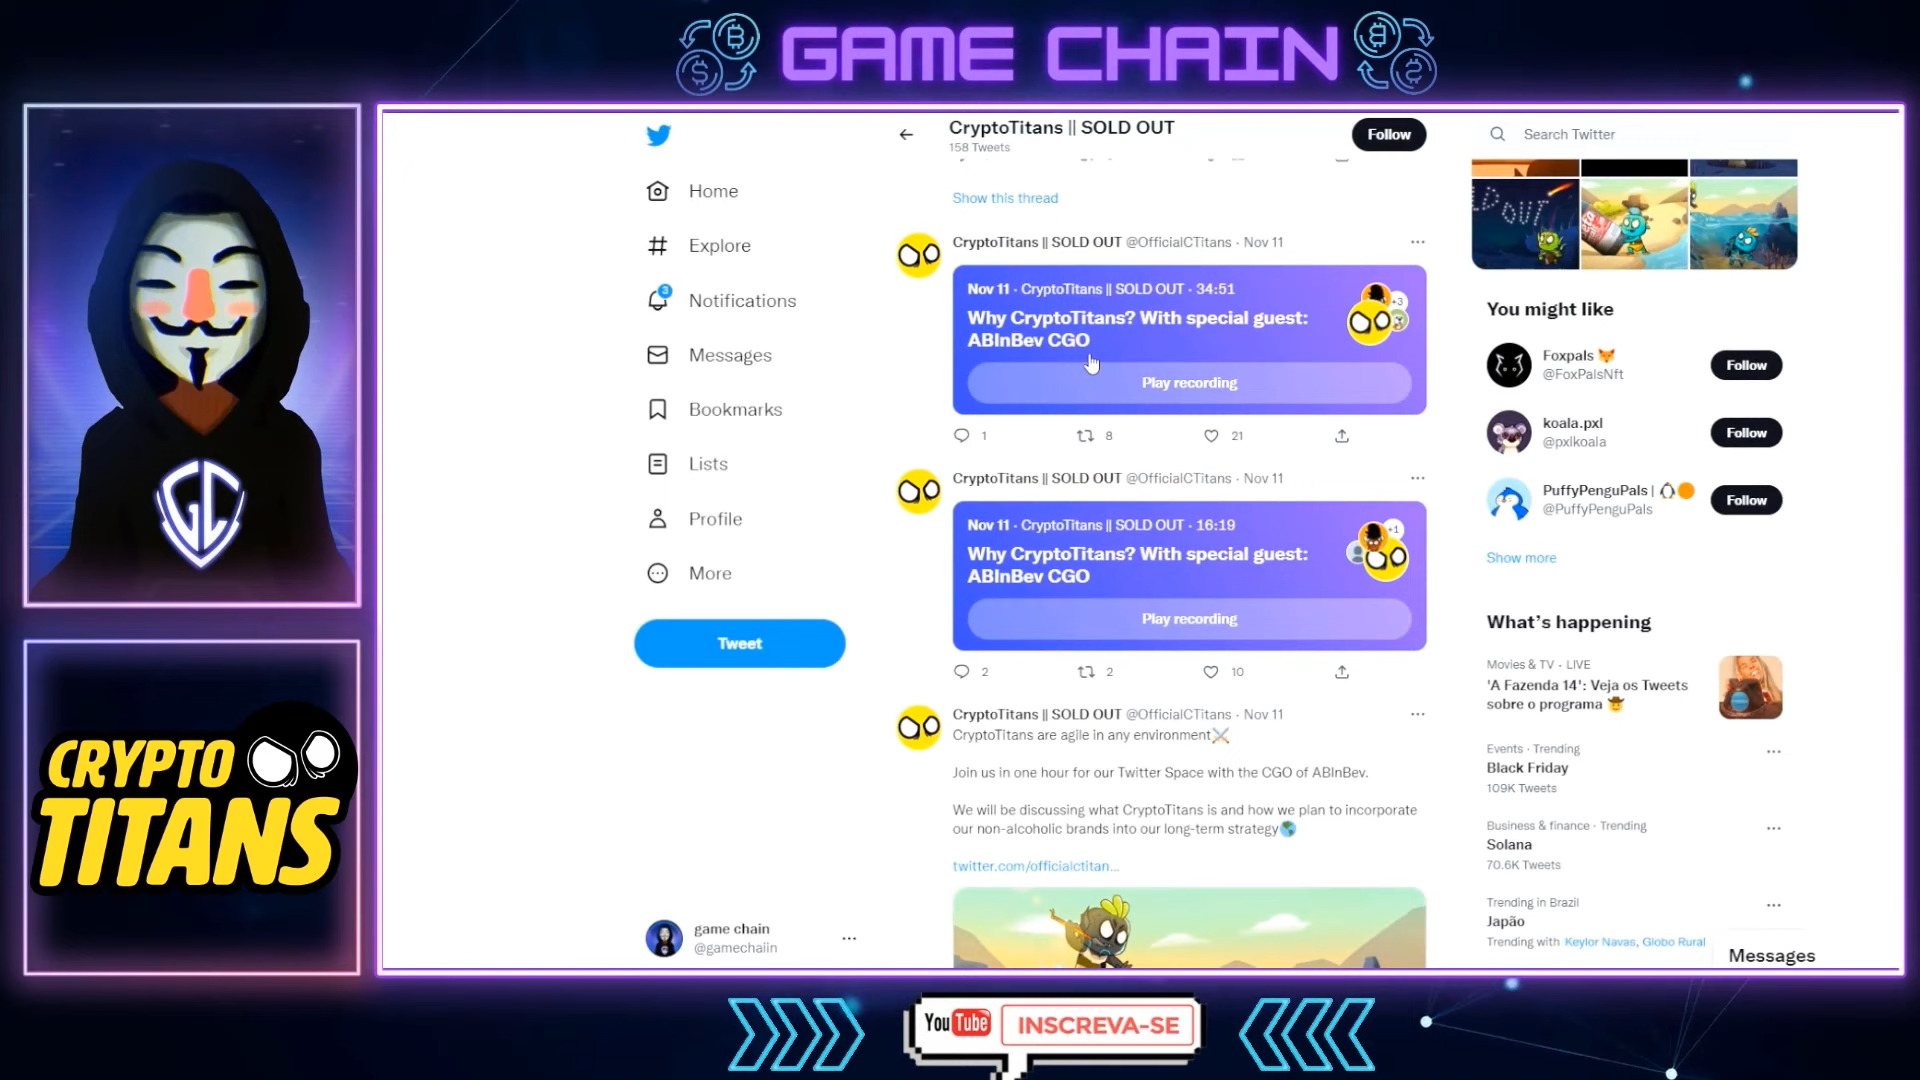 GAME CHAIN
GC
CRYPTO
TITANS
Home
Explore
3
Notifications
Messages
Bookmarks
Lists
Profile
More
Tweet
game chain
@gamechaiin
CryptoTitans || SOLD OUT
158 Tweets
Follow
Show this thread
CryptoTitans || SOLD OUT @OfficialCTitans · Nov 11
Nov 11 · CryptoTitans || SOLD OUT · 34:51
+3
Why CryptoTitans? With special guest:
ABInBev CGO
Play recording
1 8 21
CryptoTitans || SOLD OUT @OfficialCTitans · Nov 11
Nov 11 · CryptoTitans || SOLD OUT · 16:19
+1
Why CryptoTitans? With special guest:
ABInBev CGO
Play recording
2 2 10
CryptoTitans || SOLD OUT @OfficialCTitans · Nov 11
CryptoTitans are agile in any environment⚔️
Join us in one hour for our Twitter Space with the CGO of ABInBev.
We will be discussing what CryptoTitans is and how we plan to incorporate
our non-alcoholic brands into our long-term strategy🌎
twitter.com/officialctitan...
Search Twitter
LD OUT
You might like
Foxpals 🦊
@FoxPalsNft
Follow
koala.pxl
@pxlkoala
Follow
PuffyPenguPals | 🐧🟠
@PuffyPenguPals
Follow
Show more
What's happening
Movies & TV · LIVE
'A Fazenda 14': Veja os Tweets
sobre o programa 🤠
Events · Trending
Black Friday
109K Tweets
Business & finance · Trending
Solana
70.6K Tweets
Trending in Brazil
Japão
Trending with Keylor Navas, Globo Rural
Messages
YouTube INSCREVA-SE